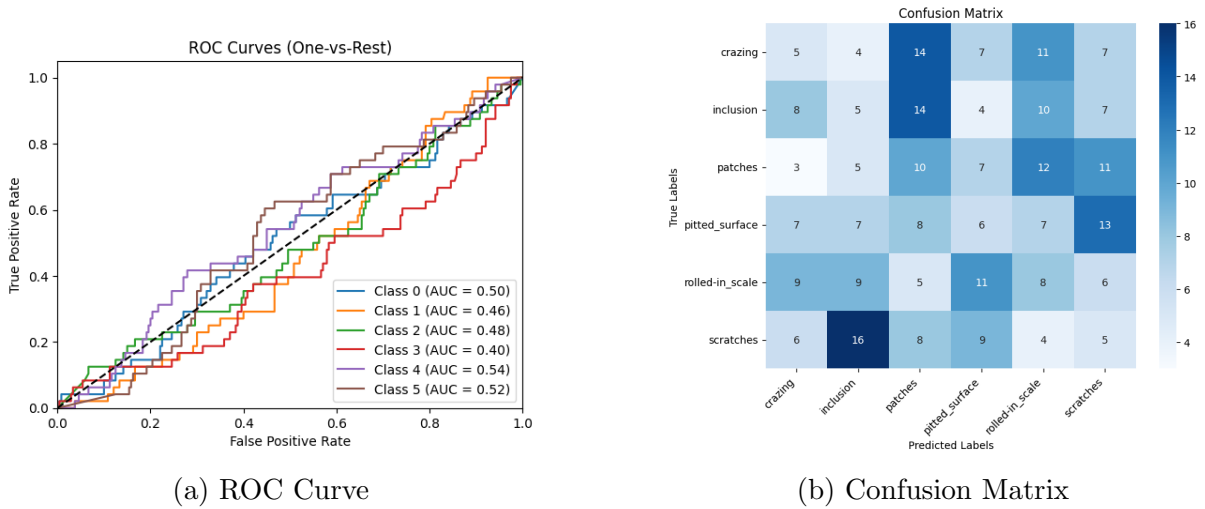 ROC Curves (One-vs-Rest)
True Positive Rate
1.0
0.8
0.6
0.4
0.2
0.0
Class 0 (AUC = 0.50)
Class 1 (AUC = 0.46)
Class 2 (AUC = 0.48)
Class 3 (AUC = 0.40)
Class 4 (AUC = 0.54)
Class 5 (AUC = 0.52)
0.0 0.2 0.4 0.6 0.8 1.0
False Positive Rate
(a) ROC Curve
Confusion Matrix
True Labels
crazing 5 4 14 7 11 7
inclusion 8 5 14 4 10 7
patches 3 5 10 7 12 11
pitted_surface 7 7 8 6 7 13
rolled-in_scale 9 9 5 11 8 6
scratches 6 16 8 9 4 5
crazing inclusion patches pitted_surface rolled-in_scale scratches
Predicted Labels
16
14
12
10
8
6
4
(b) Confusion Matrix